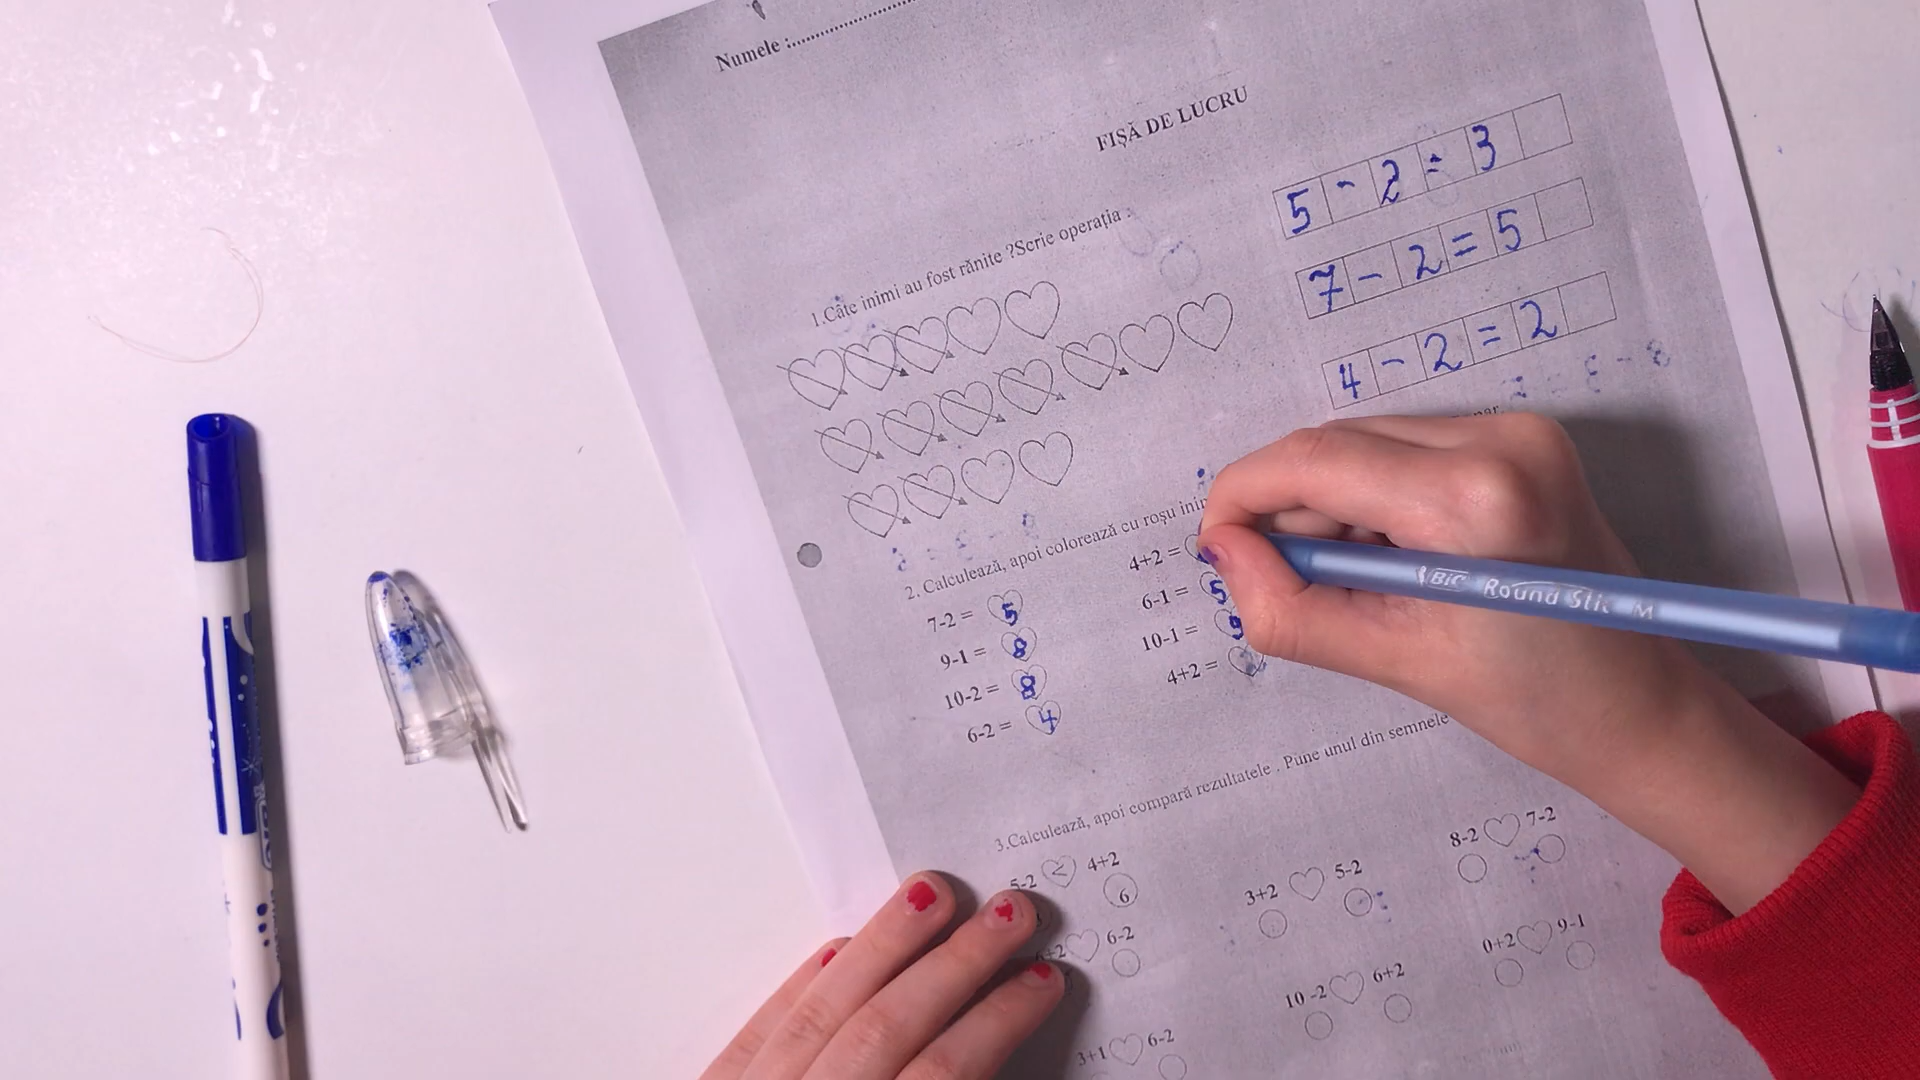 Numele :....................
FIȘĂ DE LUCRU
1.Câte inimi au fost rănite ?Scrie operația :
5 - 2 = 3
7 - 2 = 5
4 - 2 = 2
2. Calculează, apoi colorează cu roșu
par.
7-2 = 5
9-1 = 8
10-2 = 8
6-2 = 4
4+2 =
6-1 = 5
10-1 = 9
4+2 =
3.Calculează, apoi compară rezultatele . Pune unul din semnele
5-2 < 4+2
6
6-2
3+1 6-2
3+2 5-2
10 -2 6+2
8-2 7-2
0+2 9-1
BIC Round Stic M